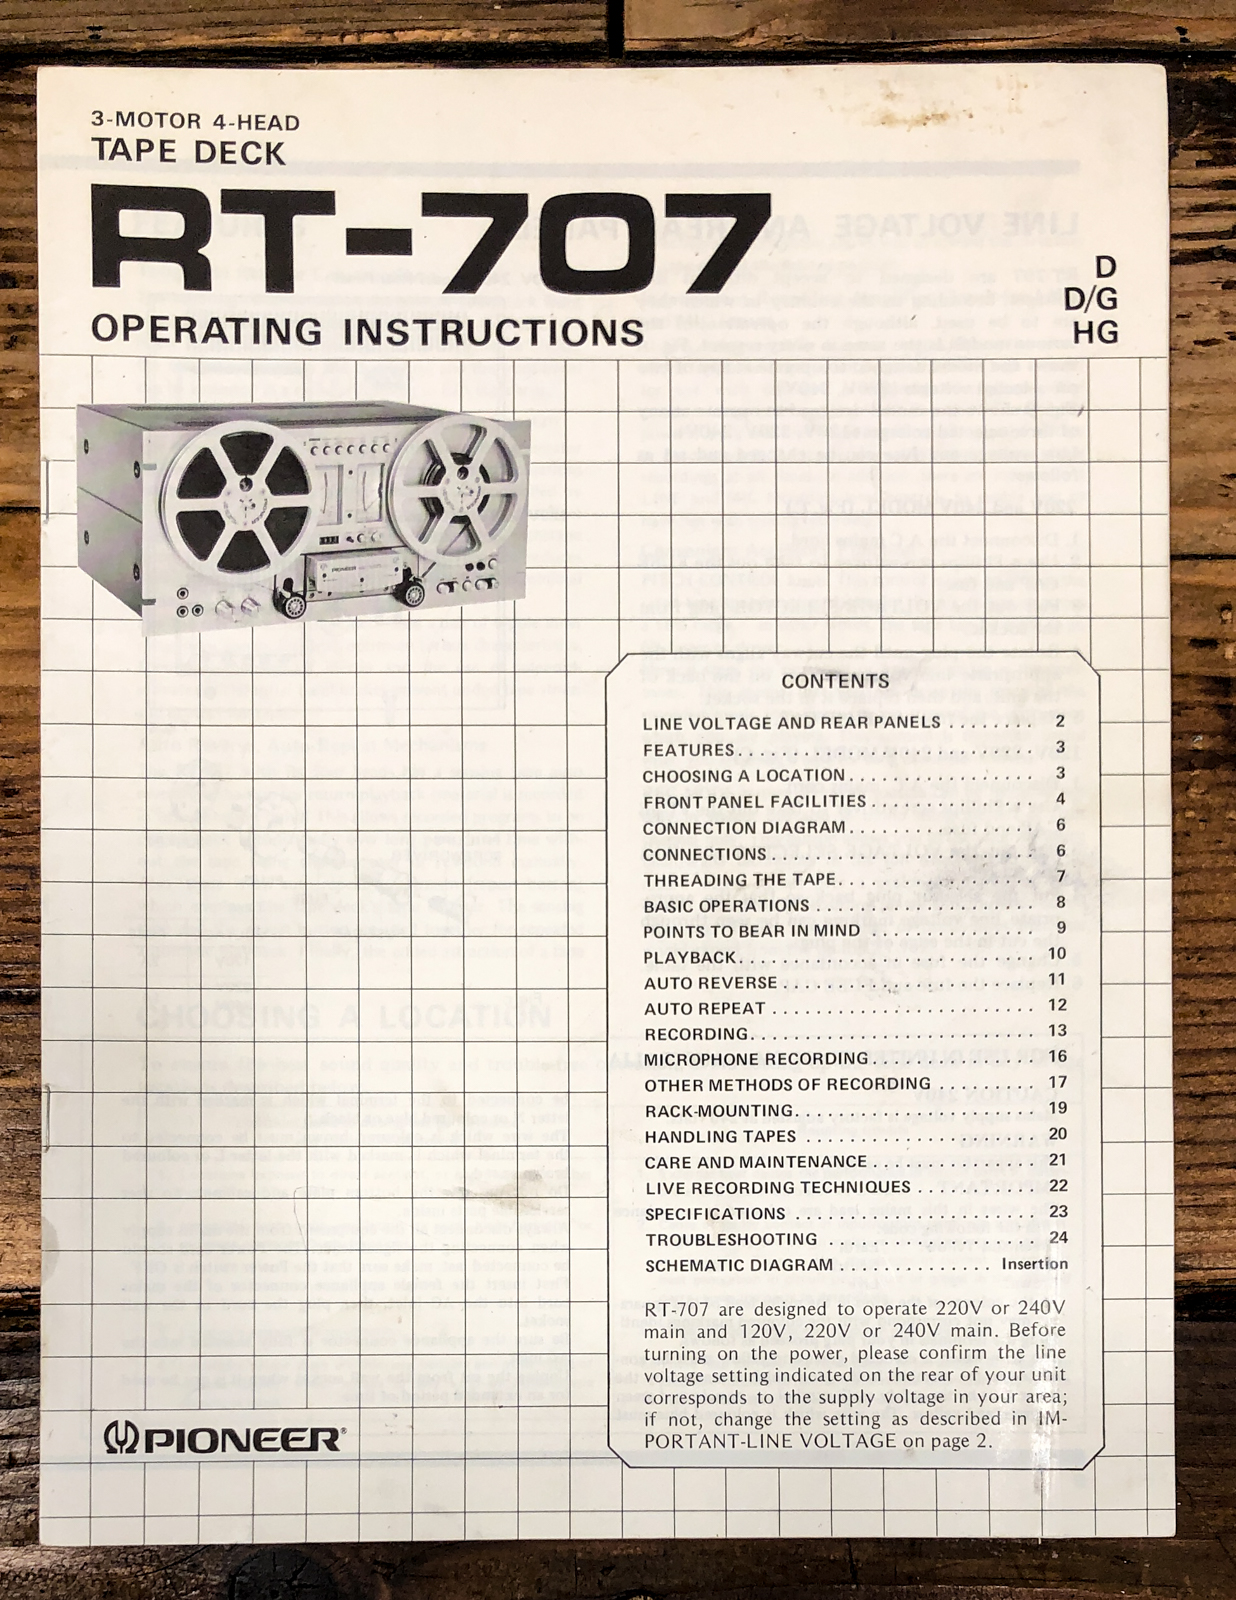 3-MOTOR 4-HEAD
TAPE DECK
RT-707
OPERATING INSTRUCTIONS
D
D/G
HG
PIONEER
CONTENTS
LINE VOLTAGE AND REAR PANELS ........ 2
FEATURES.......................... 3
CHOOSING A LOCATION................ 3
FRONT PANEL FACILITIES .............. 4
CONNECTION DIAGRAM................ 6
CONNECTIONS ....................... 6
THREADING THE TAPE................. 7
BASIC OPERATIONS ................... 8
POINTS TO BEAR IN MIND .............. 9
PLAYBACK.......................... 10
AUTO REVERSE ...................... 11
AUTO REPEAT ....................... 12
RECORDING......................... 13
MICROPHONE RECORDING .............. 16
OTHER METHODS OF RECORDING ......... 17
RACK-MOUNTING..................... 19
HANDLING TAPES .................... 20
CARE AND MAINTENANCE .............. 21
LIVE RECORDING TECHNIQUES .......... 22
SPECIFICATIONS ..................... 23
TROUBLESHOOTING .................. 24
SCHEMATIC DIAGRAM ............ Insertion
RT-707 are designed to operate 220V or 240V
main and 120V, 220V or 240V main. Before
turning on the power, please confirm the line
voltage setting indicated on the rear of your unit
corresponds to the supply voltage in your area;
if not, change the setting as described in IM-
PORTANT-LINE VOLTAGE on page 2.
PIONEER®